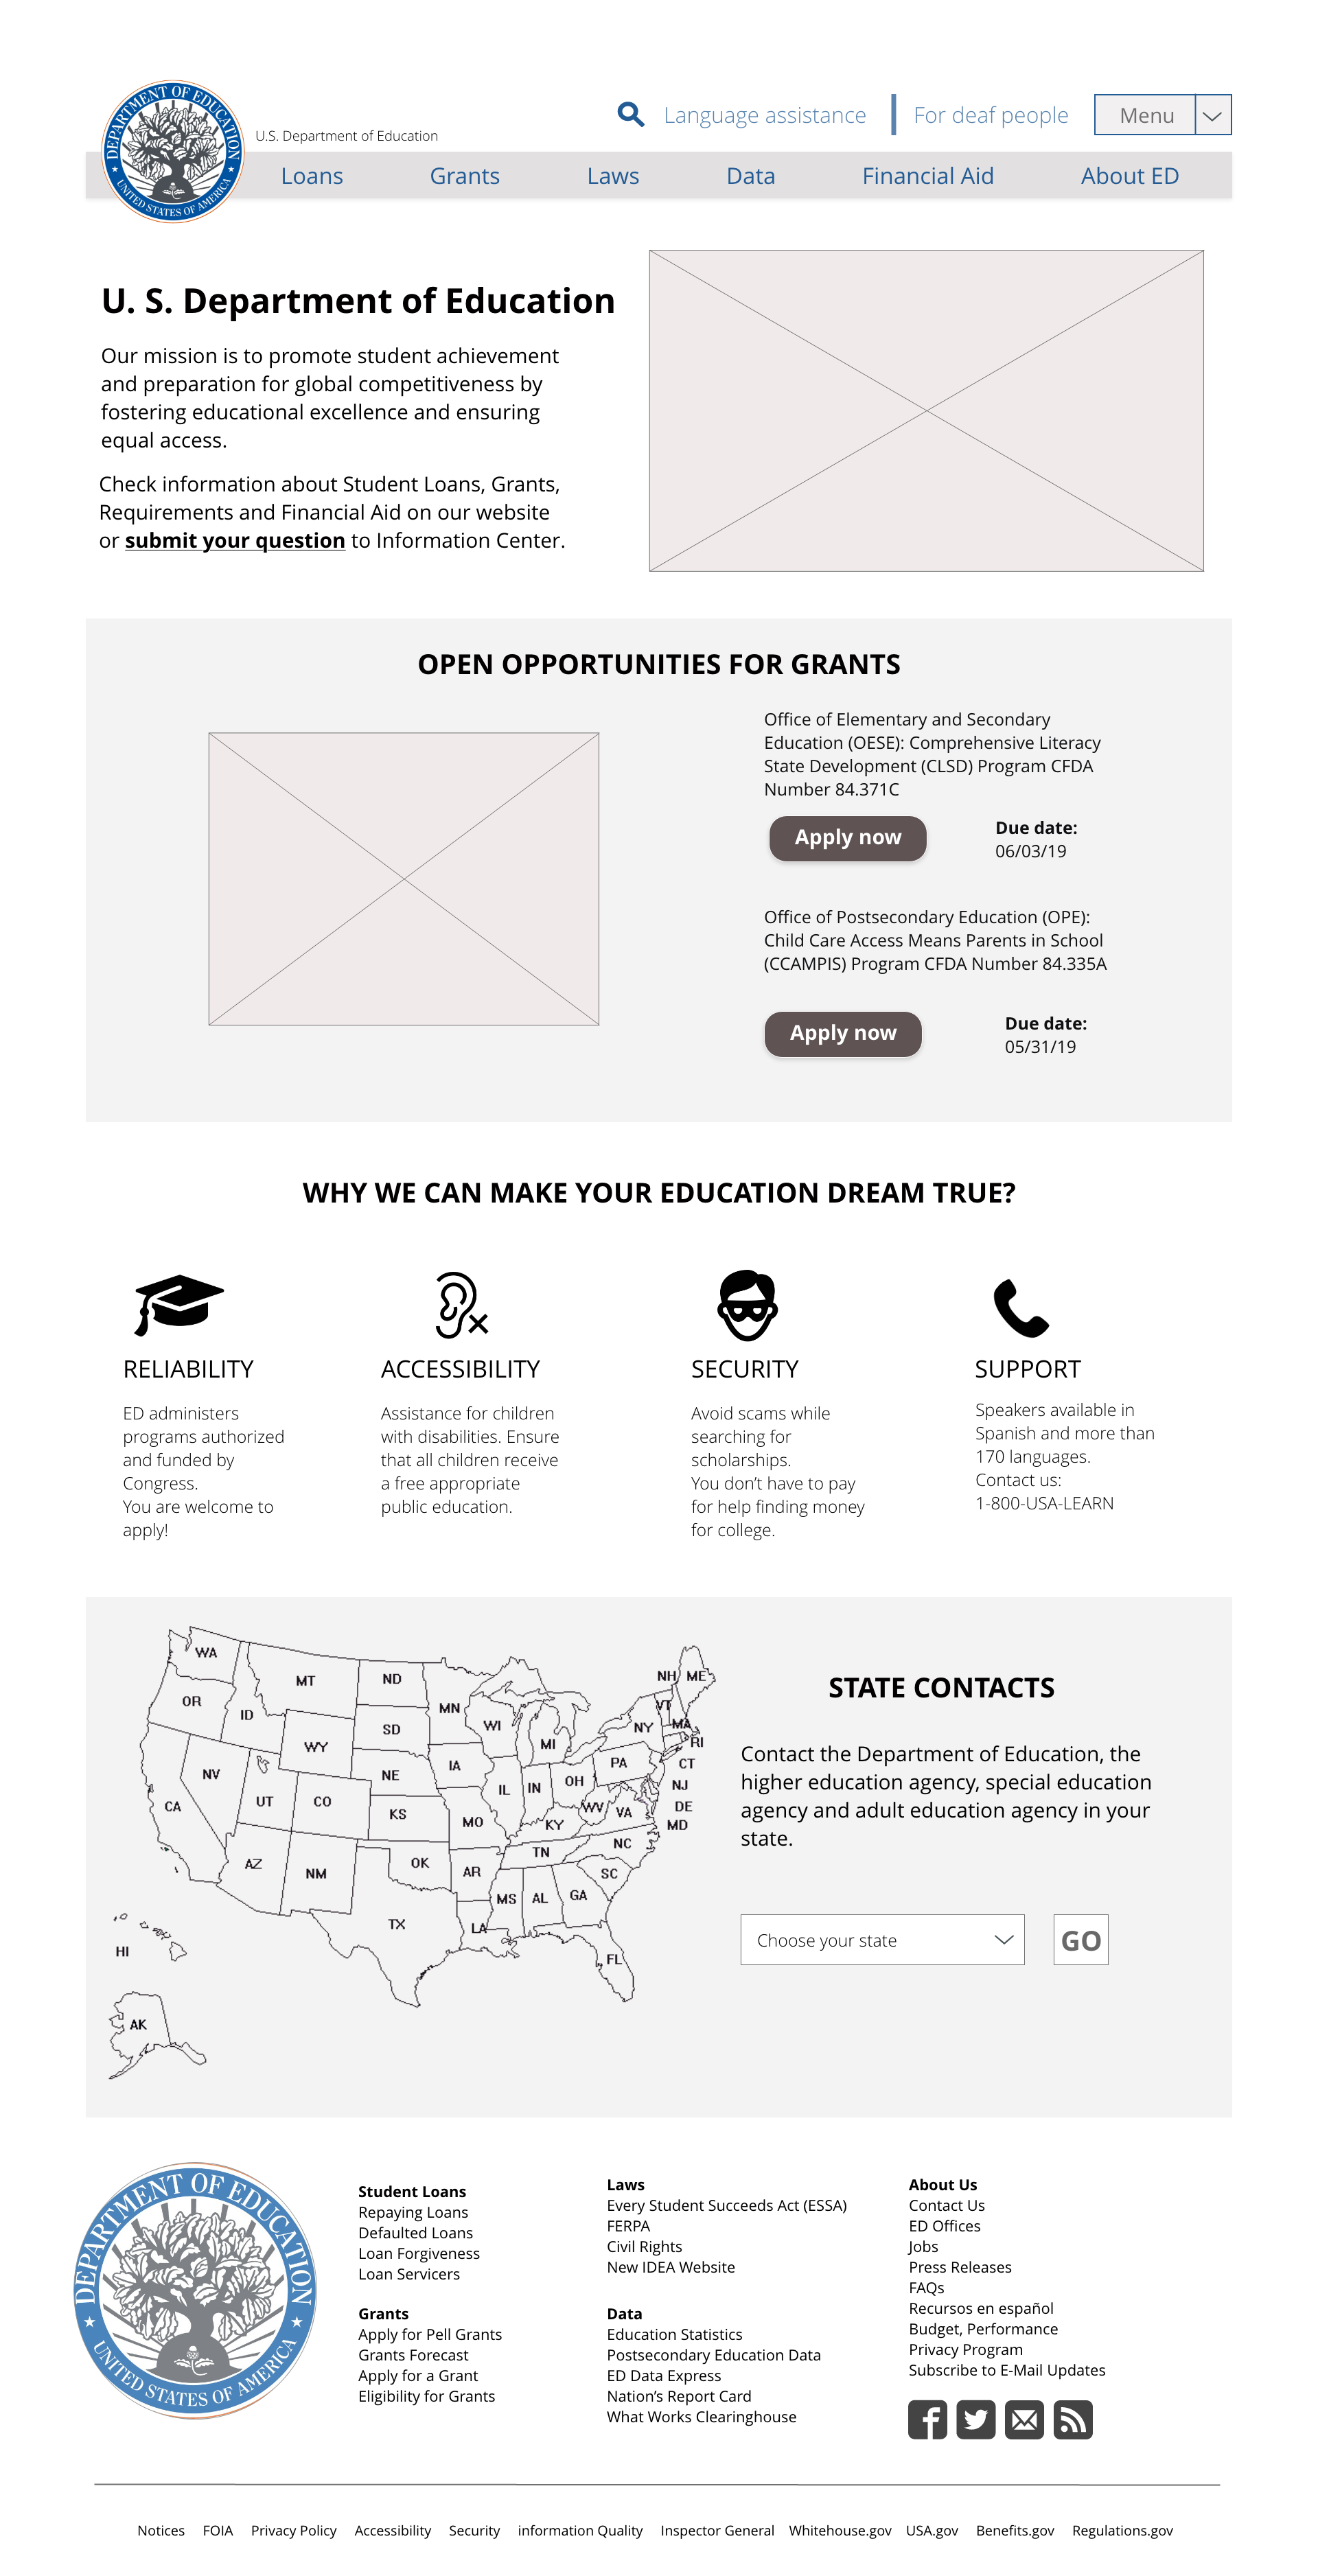 DEPARTMENT OF EDUCATION
UNITED STATES OF AMERICA
U.S. Department of Education
Language assistance
For deaf people
Menu
Loans
Grants
Laws
Data
Financial Aid
About ED
U. S. Department of Education
Our mission is to promote student achievement
and preparation for global competitiveness by
fostering educational excellence and ensuring
equal access.
Check information about Student Loans, Grants,
Requirements and Financial Aid on our website
or submit your question to Information Center.
OPEN OPPORTUNITIES FOR GRANTS
Office of Elementary and Secondary
Education (OESE): Comprehensive Literacy
State Development (CLSD) Program CFDA
Number 84.371C
Apply now
Due date:
06/03/19
Office of Postsecondary Education (OPE):
Child Care Access Means Parents in School
(CCAMPIS) Program CFDA Number 84.335A
Apply now
Due date:
05/31/19
WHY WE CAN MAKE YOUR EDUCATION DREAM TRUE?
RELIABILITY
ED administers
programs authorized
and funded by
Congress.
You are welcome to
apply!
ACCESSIBILITY
Assistance for children
with disabilities. Ensure
that all children receive
a free appropriate
public education.
SECURITY
Avoid scams while
searching for
scholarships.
You don't have to pay
for help finding money
for college.
SUPPORT
Speakers available in
Spanish and more than
170 languages.
Contact us:
1-800-USA-LEARN
WA
MT
ND
MN
NH
ME
OR
ID
SD
WI
VT
MA
NY
RI
WY
MI
CT
NV
NE
IA
PA
NJ
CA
UT
CO
KS
IL
IN
OH
WV
VA
DE
MD
MO
KY
NC
AZ
NM
OK
AR
TN
SC
MS
AL
GA
TX
LA
FL
HI
AK
STATE CONTACTS
Contact the Department of Education, the
higher education agency, special education
agency and adult education agency in your
state.
Choose your state
GO
DEPARTMENT OF EDUCATION
UNITED STATES OF AMERICA
Student Loans
Repaying Loans
Defaulted Loans
Loan Forgiveness
Loan Servicers
Grants
Apply for Pell Grants
Grants Forecast
Apply for a Grant
Eligibility for Grants
Laws
Every Student Succeeds Act (ESSA)
FERPA
Civil Rights
New IDEA Website
Data
Education Statistics
Postsecondary Education Data
ED Data Express
Nation's Report Card
What Works Clearinghouse
About Us
Contact Us
ED Offices
Jobs
Press Releases
FAQs
Recursos en español
Budget, Performance
Privacy Program
Subscribe to E-Mail Updates
Notices FOIA Privacy Policy Accessibility Security information Quality Inspector General Whitehouse.gov USA.gov Benefits.gov Regulations.gov